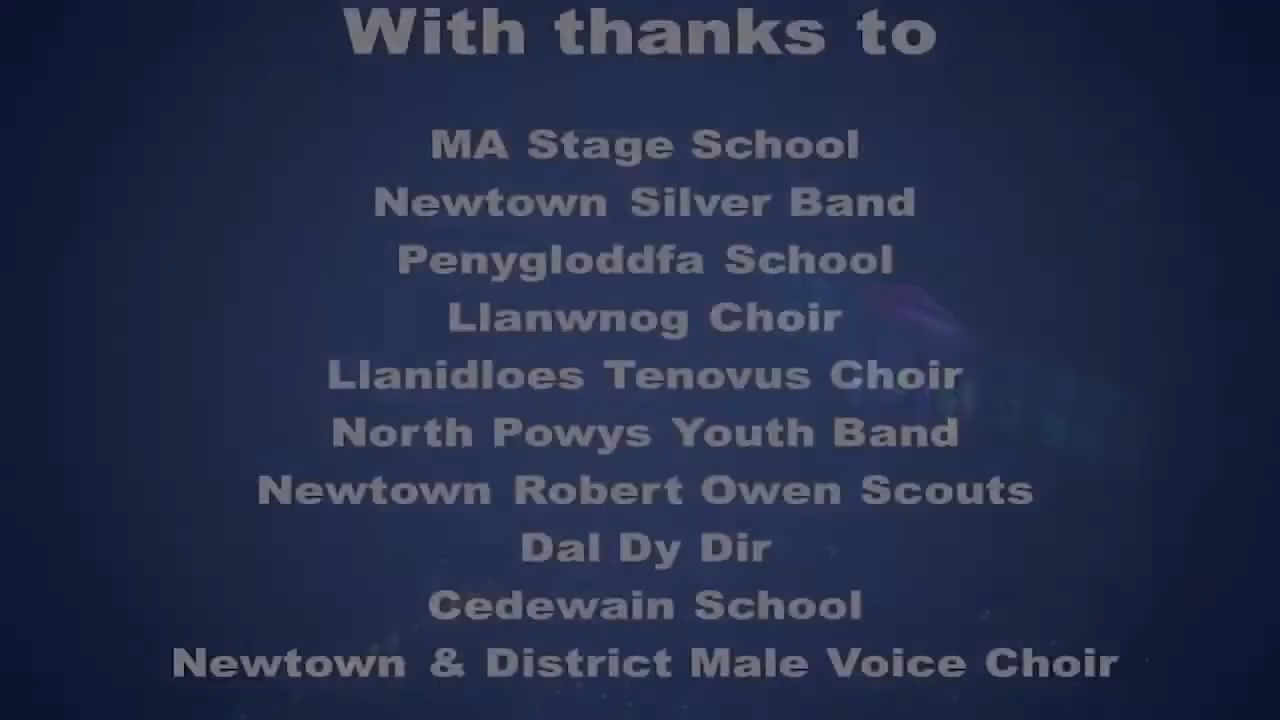 With thanks to
MA Stage School
Newtown Silver Band
Penygloddfa School
Llanwnog Choir
Llanidloes Tenovus Choir
North Powys Youth Band
Newtown Robert Owen Scouts
Dal Dy Dir
Cedewain School
Newtown & District Male Voice Choir